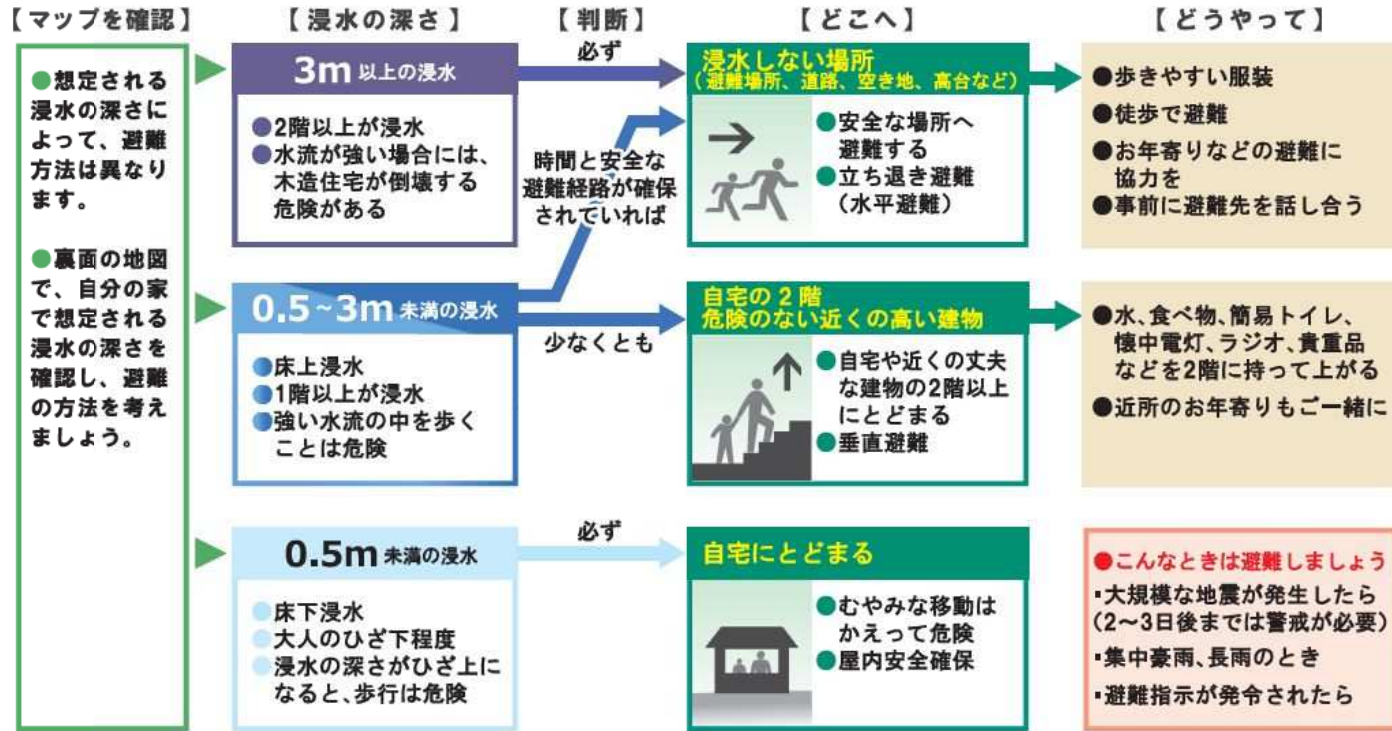 【マップを確認】
【浸水の深さ】
【判断】
【どこへ】
【どうやって】
●想定される
浸水の深さに
よって、避難
方法は異なり
ます。
●裏面の地図
で、自分の家
で想定される
浸水の深さを
確認し、避難
の方法を考え
ましょう。
3m以上の浸水
●2階以上が浸水
●水流が強い場合には、
木造住宅が倒壊する
危険がある
必ず
浸水しない場所
（避難場所、道路、空き地、高台など）
●安全な場所へ
避難する
●立ち退き避難
（水平避難）
●歩きやすい服装
●徒歩で避難
●お年寄りなどの避難に
協力を
●事前に避難先を話し合う
時間と安全な
避難経路が確保
されていれば
0.5~3m未満の浸水
●床上浸水
●1階以上が浸水
●強い水流の中を歩く
ことは危険
少なくとも
自宅の2階
危険のない近くの高い建物
●自宅や近くの丈夫
な建物の2階以上
にとどまる
●垂直避難
●水、食べ物、簡易トイレ、
懐中電灯、ラジオ、貴重品
などを2階に持って上がる
●近所のお年寄りもご一緒に
0.5m未満の浸水
●床下浸水
●大人のひざ下程度
●浸水の深さがひざ上に
なると、歩行は危険
必ず
自宅にとどまる
●むやみな移動は
かえって危険
●屋内安全確保
●こんなときは避難しましょう
▪大規模な地震が発生したら
（2～3日後までは警戒が必要）
▪集中豪雨、長雨のとき
▪避難指示が発令されたら